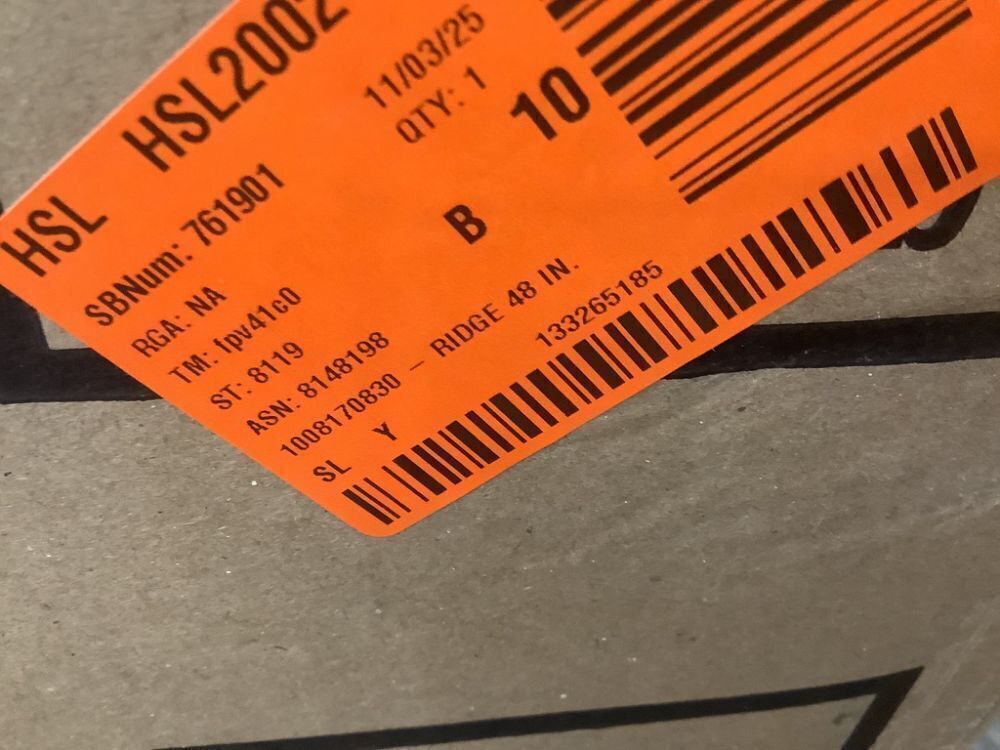 HSL HSL2002
SBNum: 761901
11/03/25
QTY: 1
10
B
RGA: NA
TM: fpv41c0
ST: 8119
ASN: 8148198
1008170830 – RIDGE 48 IN.
SL Y
133265185